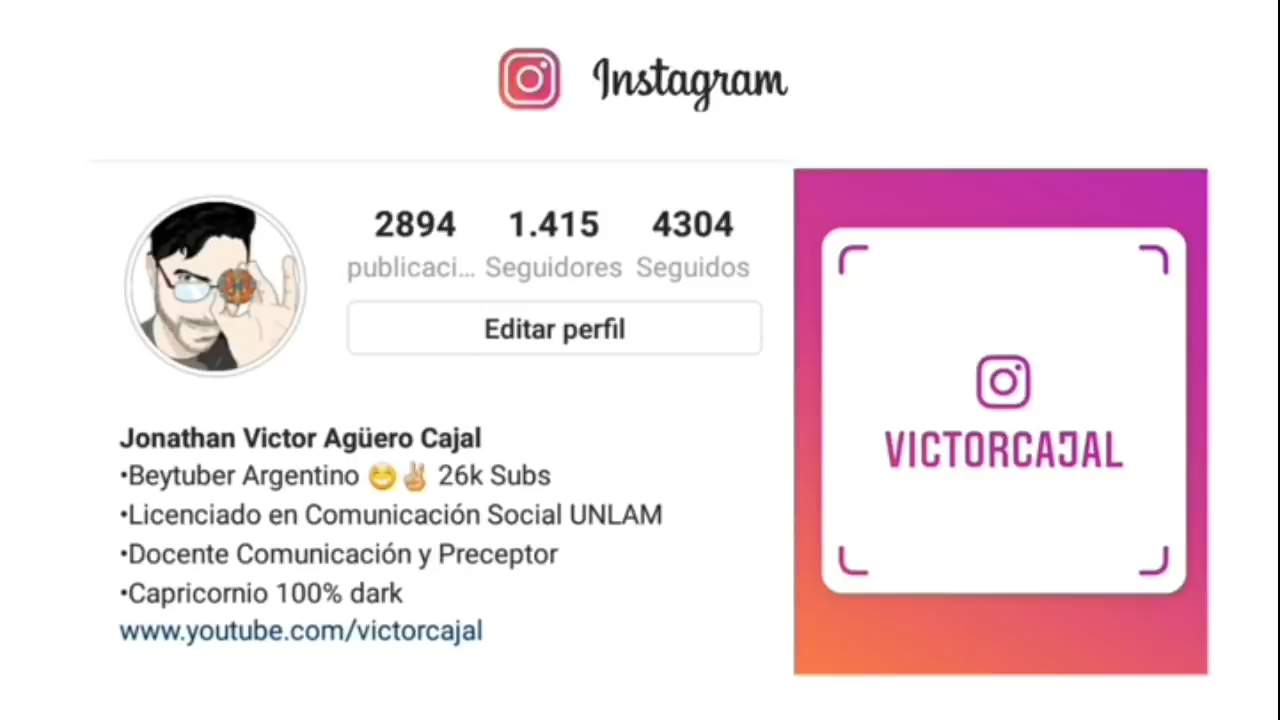 Instagram
2894 1.415 4304
publicaci... Seguidores Seguidos
Editar perfil
Jonathan Victor Agüero Cajal
•Beytuber Argentino 😁✌ 26k Subs
•Licenciado en Comunicación Social UNLAM
•Docente Comunicación y Preceptor
•Capricornio 100% dark
www.youtube.com/victorcajal
VICTORCAJAL